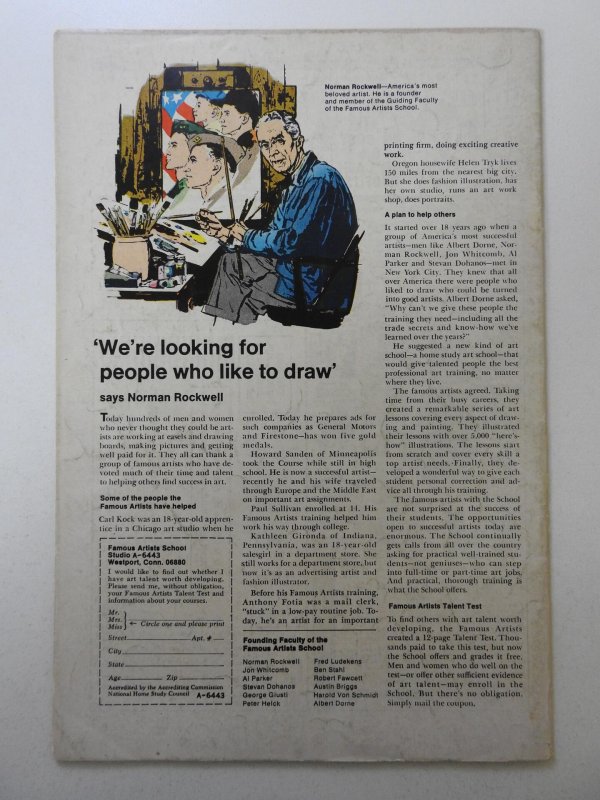 Norman Rockwell—America's most
beloved artist. He is a founder
and member of the Guiding Faculty
of the Famous Artists School.
'We're looking for
people who like to draw'
says Norman Rockwell
Today hundreds of men and women
who never thought they could be art-
ists are working at easels and drawing
boards, making pictures and getting
well paid for it. They all can thank a
group of famous artists who have de-
voted much of their time and talent
to helping others find success in art.
Some of the people the
Famous Artists have helped
Carl Kock was an 18-year-old appren-
tice in a Chicago art studio when he
Famous Artists School
Studio A-6443
Westport, Conn. 06880
I would like to find out whether I
have art talent worth developing.
Please send me, without obligation,
your Famous Artists Talent Test and
information about your courses.
Mr.
Mrs.
Miss
← Circle one and please print
Street Apt. #
City
State
Age Zip
Accredited by the Accrediting Commission
National Home Study Council A-6443
enrolled. Today he prepares ads for
such companies as General Motors
and Firestone—has won five gold
medals.
Howard Sanden of Minneapolis
took the Course while still in high
school. He is now a successful artist—
recently he and his wife traveled
through Europe and the Middle East
on important art assignments.
Paul Sullivan enrolled at 14. His
Famous Artists training helped him
work his way through college.
Kathleen Gironda of Indiana,
Pennsylvania, was an 18-year-old
salesgirl in a department store. She
still works for a department store, but
now it's as an advertising artist and
fashion illustrator.
Before his Famous Artists training,
Anthony Fotia was a mail clerk,
"stuck" in a low-pay routine job. To-
day, he's an artist for an important
Founding Faculty of the
Famous Artists School
Norman Rockwell
Jon Whitcomb
Al Parker
Stevan Dohanos
George Giusti
Peter Helck
Fred Ludekens
Ben Stahl
Robert Fawcett
Austin Briggs
Harold Von Schmidt
Albert Dorne
printing firm, doing exciting creative
work.
Oregon housewife Helen Tryk lives
150 miles from the nearest big city.
But she does fashion illustration, has
her own studio, runs an art work
shop, does portraits.
A plan to help others
It started over 18 years ago when a
group of America's most successful
artists—men like Albert Dorne, Nor-
man Rockwell, Jon Whitcomb, Al
Parker and Stevan Dohanos—met in
New York City. They knew that all
over America there were people who
liked to draw who could be turned
into good artists. Albert Dorne asked,
"Why can't we give these people the
training they need—including all the
trade secrets and know-how we've
learned over the years?"
He suggested a new kind of art
school—a home study art school—that
would give talented people the best
professional art training, no matter
where they live.
The famous artists agreed. Taking
time from their busy careers, they
created a remarkable series of art
lessons covering every aspect of draw-
ing and painting. They illustrated
their lessons with over 5,000 "here's-
how" illustrations. The lessons start
from scratch and cover every skill a
top artist needs. Finally, they de-
veloped a wonderful way to give each
student personal correction and ad-
vice all through his training.
The famous artists with the School
are not surprised at the success of
their students. The opportunities
open to successful artists today are
enormous. The School continually
gets calls from all over the country
asking for practical well-trained stu-
dents—not geniuses—who can step
into full-time or part-time art jobs.
And practical, thorough training is
what the School offers.
Famous Artists Talent Test
To find others with art talent worth
developing, the Famous Artists
created a 12-page Talent Test. Thou-
sands paid to take this test, but now
the School offers and grades it free.
Men and women who do well on the
test—or offer other sufficient evidence
of art talent—may enroll in the
School. But there's no obligation.
Simply mail the coupon.